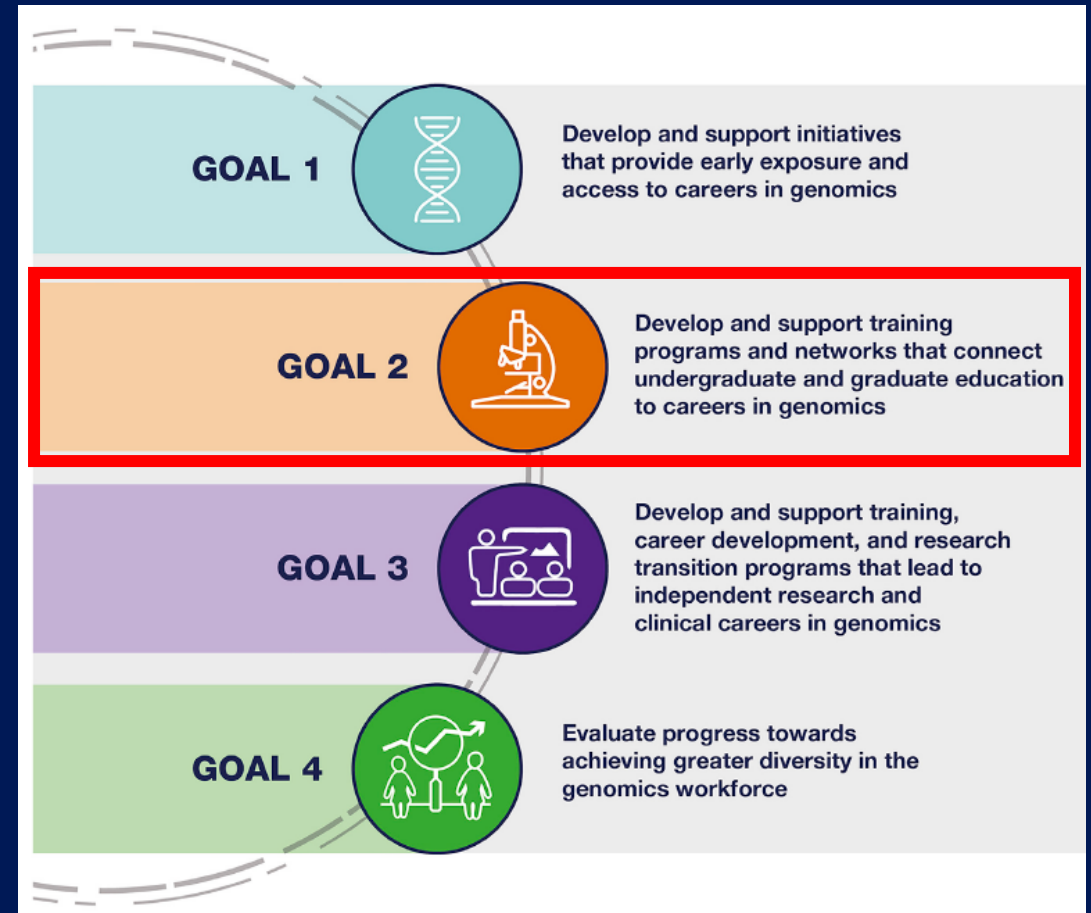 GOAL 1
Develop and support initiatives
that provide early exposure and
access to careers in genomics
GOAL 2
Develop and support training
programs and networks that connect
undergraduate and graduate education
to careers in genomics
GOAL 3
Develop and support training,
career development, and research
transition programs that lead to
independent research and
clinical careers in genomics
GOAL 4
Evaluate progress towards
achieving greater diversity in the
genomics workforce